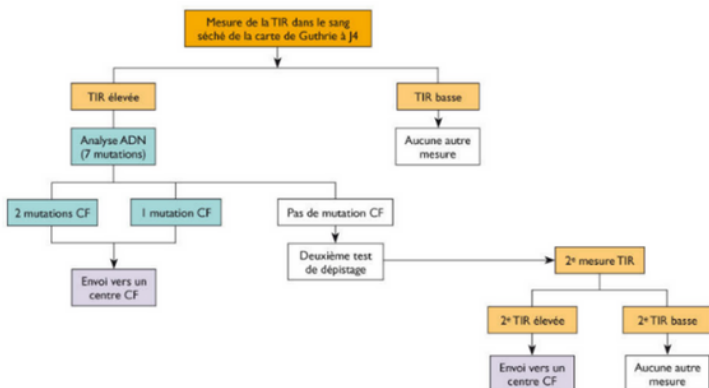 Mesure de la TIR dans le sang
séché de la carte de Guthrie à J4
TIR élevée
TIR basse
Analyse ADN
(7 mutations)
Aucune autre
mesure
2 mutations CF
1 mutation CF
Pas de mutation CF
Envoi vers un
centre CF
Deuxième test
de dépistage
2e mesure TIR
2e TIR élevée
2e TIR basse
Envoi vers un
centre CF
Aucune autre
mesure